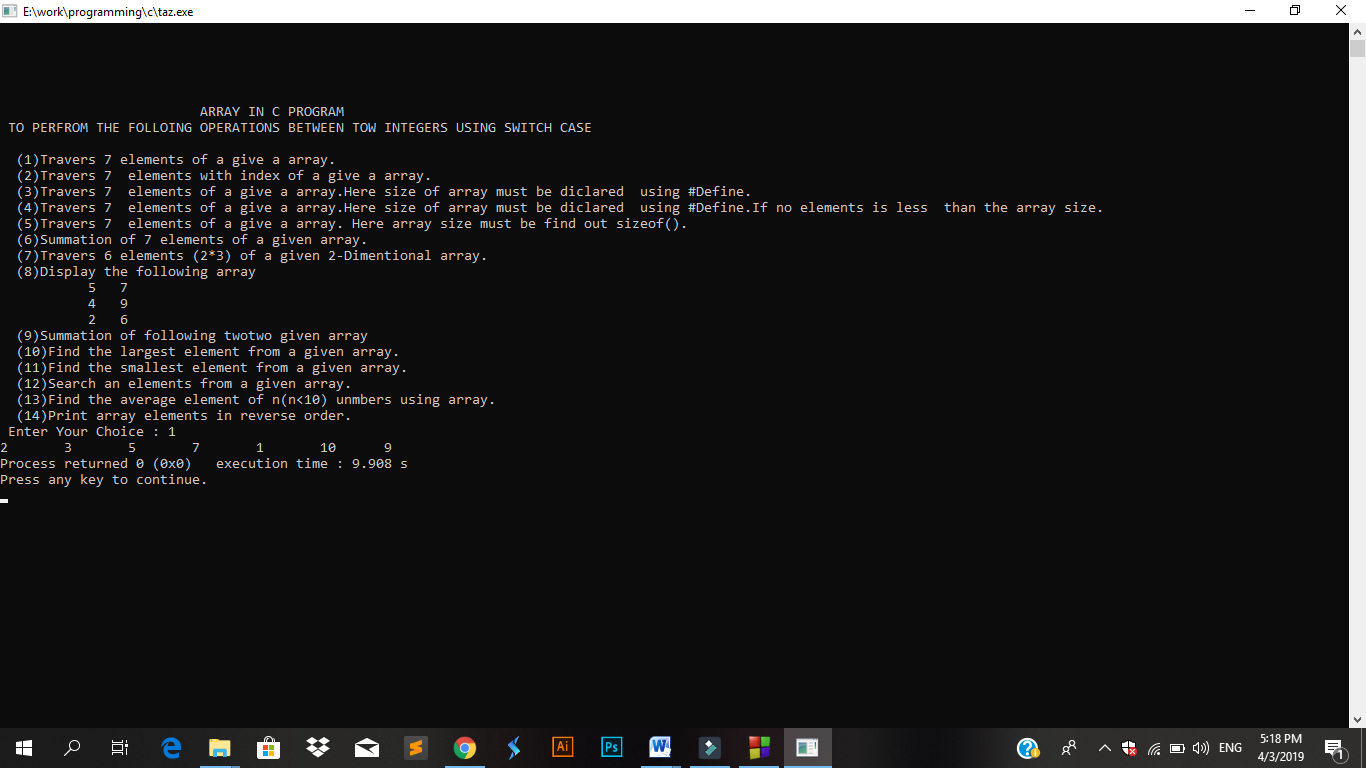 E:\work\programming\c\taz.exe
ARRAY IN C PROGRAM
TO PERFROM THE FOLLOING OPERATIONS BETWEEN TOW INTEGERS USING SWITCH CASE
(1)Travers 7 elements of a give a array.
(2)Travers 7  elements with index of a give a array.
(3)Travers 7  elements of a give a array.Here size of array must be diclared  using #Define.
(4)Travers 7  elements of a give a array.Here size of array must be diclared  using #Define.If no elements is less  than the array size.
(5)Travers 7  elements of a give a array. Here array size must be find out sizeof().
(6)Summation of 7 elements of a given array.
(7)Travers 6 elements (2*3) of a given 2-Dimentional array.
(8)Display the following array
5   7
4   9
2   6
(9)Summation of following twotwo given array
(10)Find the largest element from a given array.
(11)Find the smallest element from a given array.
(12)Search an elements from a given array.
(13)Find the average element of n(n<10) unmbers using array.
(14)Print array elements in reverse order.
Enter Your Choice : 1
2       3       5       7       1       10      9
Process returned 0 (0x0)   execution time : 9.908 s
Press any key to continue.
Ai
Ps
W
ENG
5:18 PM
4/3/2019
1